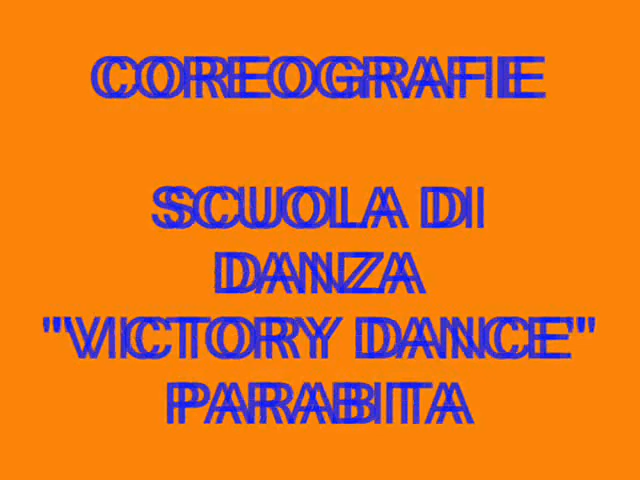 COREOGRAFIE
SCUOLA DI
DANZA
"VICTORY DANCE"
PARABITA